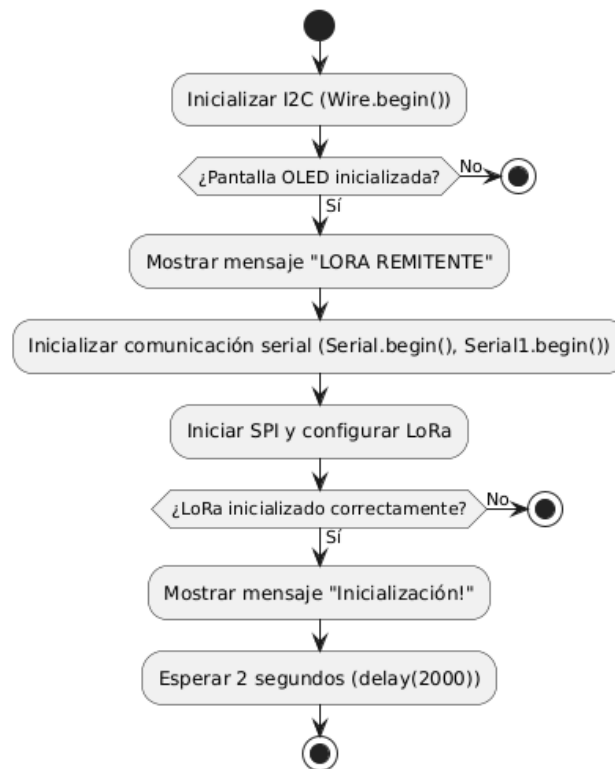 Inicializar I2C (Wire.begin())
¿Pantalla OLED inicializada?
No
Sí
Mostrar mensaje "LORA REMITENTE"
Inicializar comunicación serial (Serial.begin(), Serial1.begin())
Iniciar SPI y configurar LoRa
¿LoRa inicializado correctamente?
No
Sí
Mostrar mensaje "Inicialización!"
Esperar 2 segundos (delay(2000))